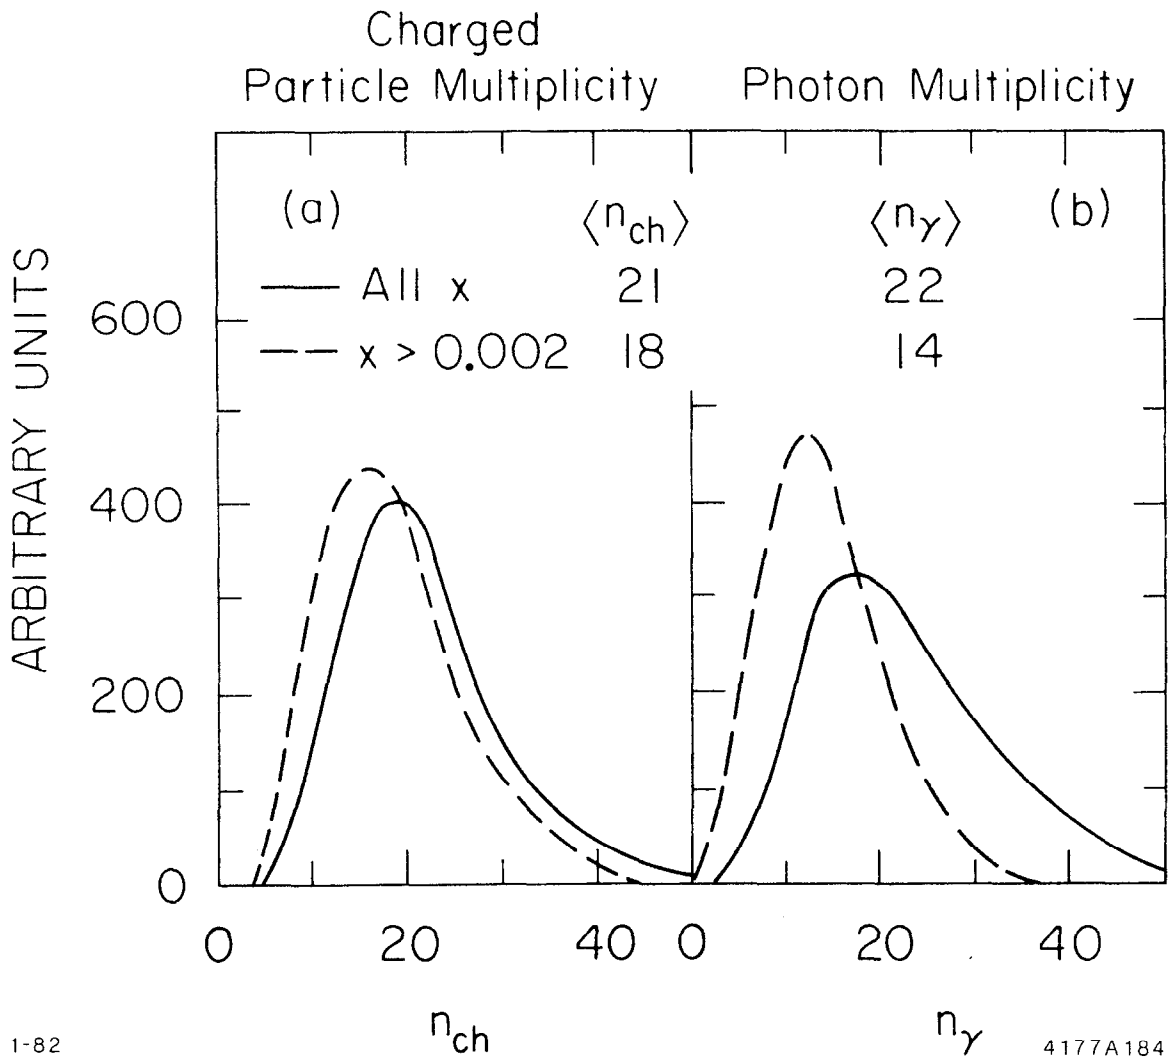 Charged
Particle Multiplicity
Photon Multiplicity
(a)
⟨n_ch⟩
⟨n_γ⟩
(b)
All x 21 22
x > 0.002 18 14
ARBITRARY UNITS
600
400
200
0
0 20 40 0 20 40
n_ch
n_γ
1-82
4177A184